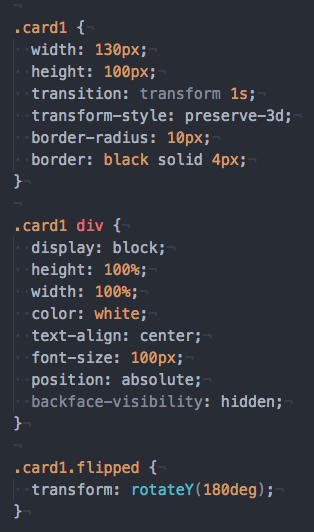 .card1 {
  width: 130px;
  height: 100px;
  transition: transform 1s;
  transform-style: preserve-3d;
  border-radius: 10px;
  border: black solid 4px;
}

.card1 div {
  display: block;
  height: 100%;
  width: 100%;
  color: white;
  text-align: center;
  font-size: 100px;
  position: absolute;
  backface-visibility: hidden;
}

.card1.flipped {
  transform: rotateY(180deg);
}